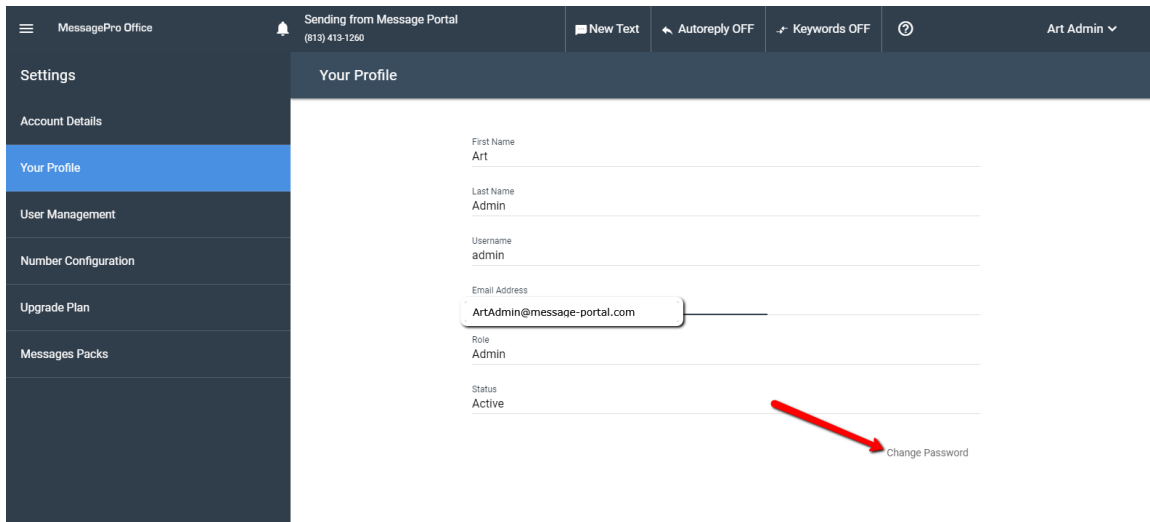 MessagePro Office
Sending from Message Portal
(813) 413-1260
New Text
Autoreply OFF
Keywords OFF
Art Admin
Settings
Your Profile
Account Details
Your Profile
User Management
Number Configuration
Upgrade Plan
Messages Packs
First Name
Art
Last Name
Admin
Username
admin
Email Address
ArtAdmin@message-portal.com
Role
Admin
Status
Active
Change Password